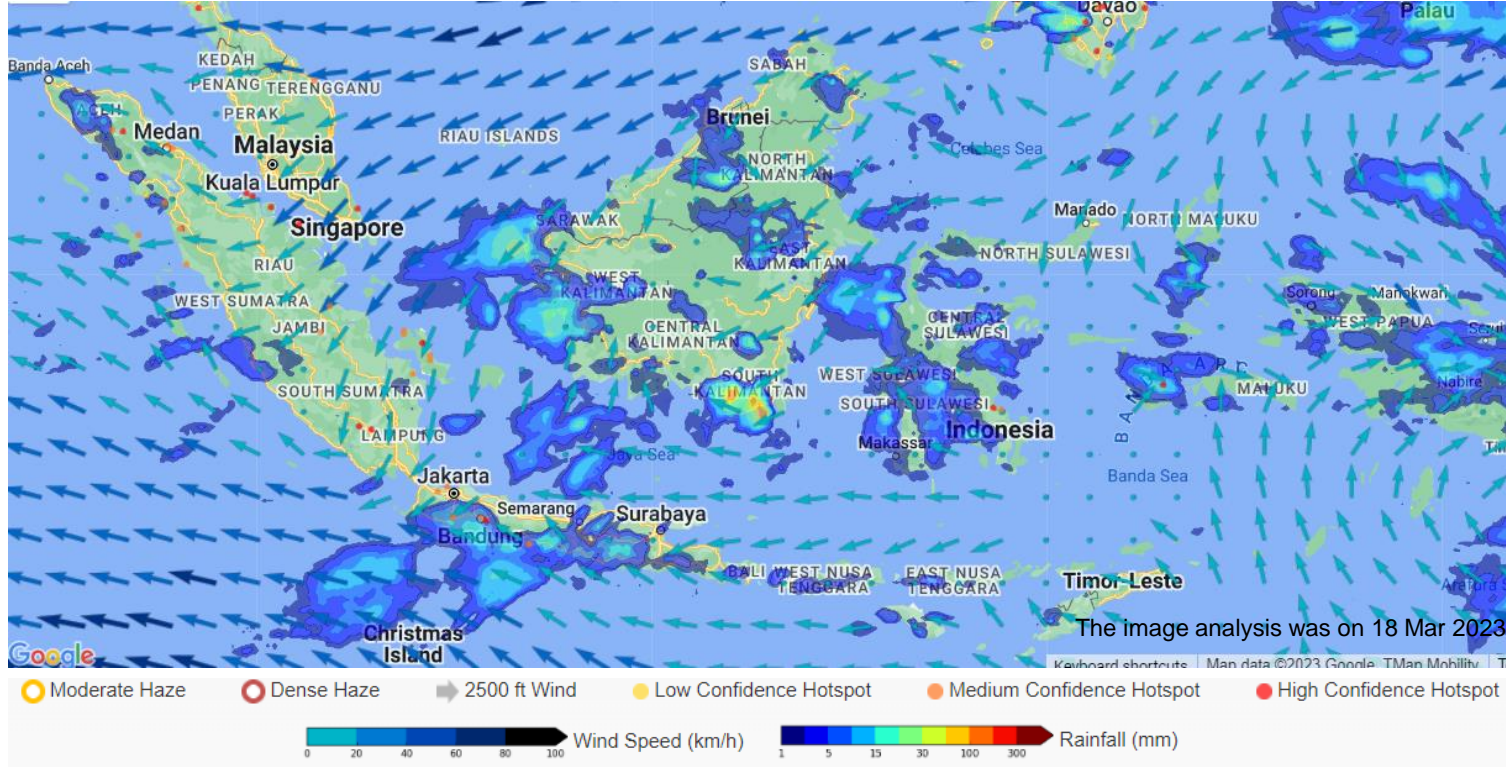 Davao
Palau
KEDAH
Banda Aceh
SABAH
PENANG
TERENGGANU
ACEH
PERAK
Brunei
Medan
RIAU ISLANDS
Malaysia
Celebes Sea
NORTH
KALIMANTAN
Kuala Lumpur
Manado
NORTH MALUKU
SARAWAK
Singapore
EAST
KALIMANTAN
NORTH SULAWESI
RIAU
WEST
KALIMANTAN
Sorong
Manokwari
WEST SUMATRA
CENTRAL
SULAWESI
WEST PAPUA
JAMBI
CENTRAL
KALIMANTAN
SOUTH
KALIMANTAN
WEST SULAWESI
Nabire
SOUTH SUMATRA
MALUKU
SOUTH SULAWESI
BANDA ARC
LAMPUNG
Makassar
Indonesia
Java Sea
Jakarta
Banda Sea
Semarang
Surabaya
Bandung
BALI
WEST NUSA
TENGGARA
EAST NUSA
TENGGARA
Timor-Leste
Arafura
Christmas
Island
The image analysis was on 18 Mar 2023
Google
Keyboard shortcuts
Map data ©2023 Google, TMap Mobility
Moderate Haze
Dense Haze
2500 ft Wind
Low Confidence Hotspot
Medium Confidence Hotspot
High Confidence Hotspot
0 20 40 60 80 100
Wind Speed (km/h)
1 5 15 30 100 300
Rainfall (mm)